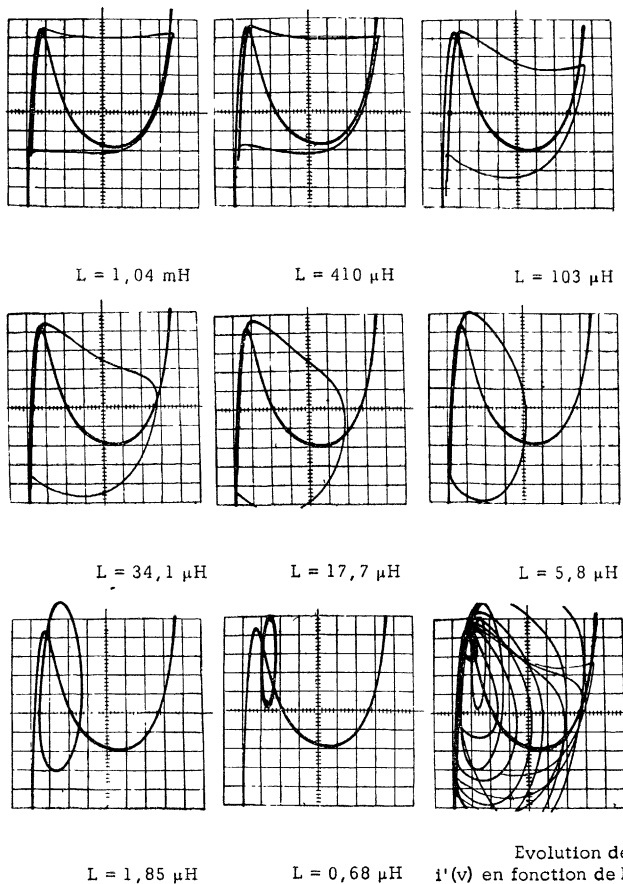 L = 1,04 mH
L = 410 μH
L = 103 μH
L = 34,1 μH
L = 17,7 μH
L = 5,8 μH
L = 1,85 μH
L = 0,68 μH
Evolution de
i'(v) en fonction de